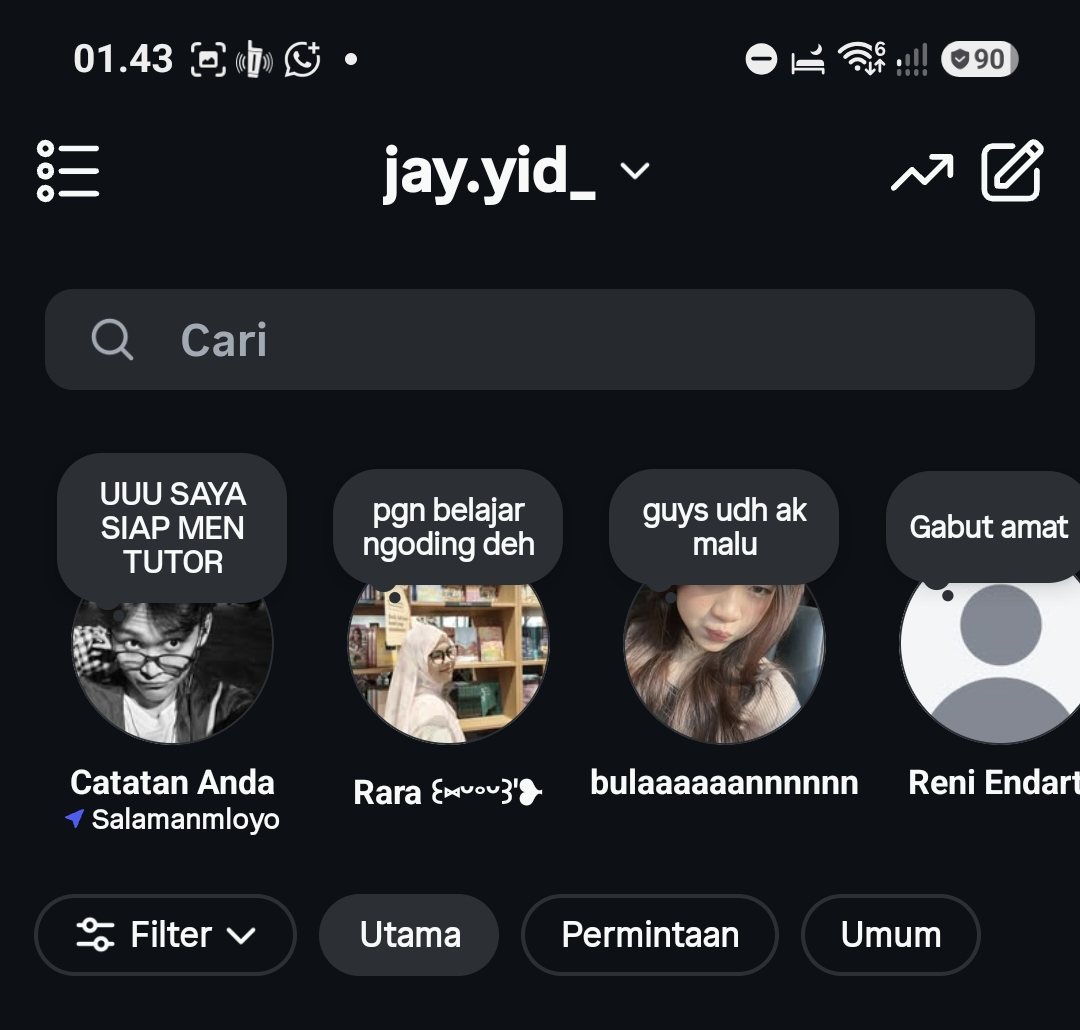 01.43
6
90
jay.yid_
Cari
UUU SAYA
SIAP MEN
TUTOR
pgn belajar
ngoding deh
guys udh ak
malu
Gabut amat
Catatan Anda
Salamanmloyo
Rara ꒰⑅ᵕ༚ᵕ꒱˖♡
bulaaaaaannnnnn
Reni Endart
Filter
Utama
Permintaan
Umum